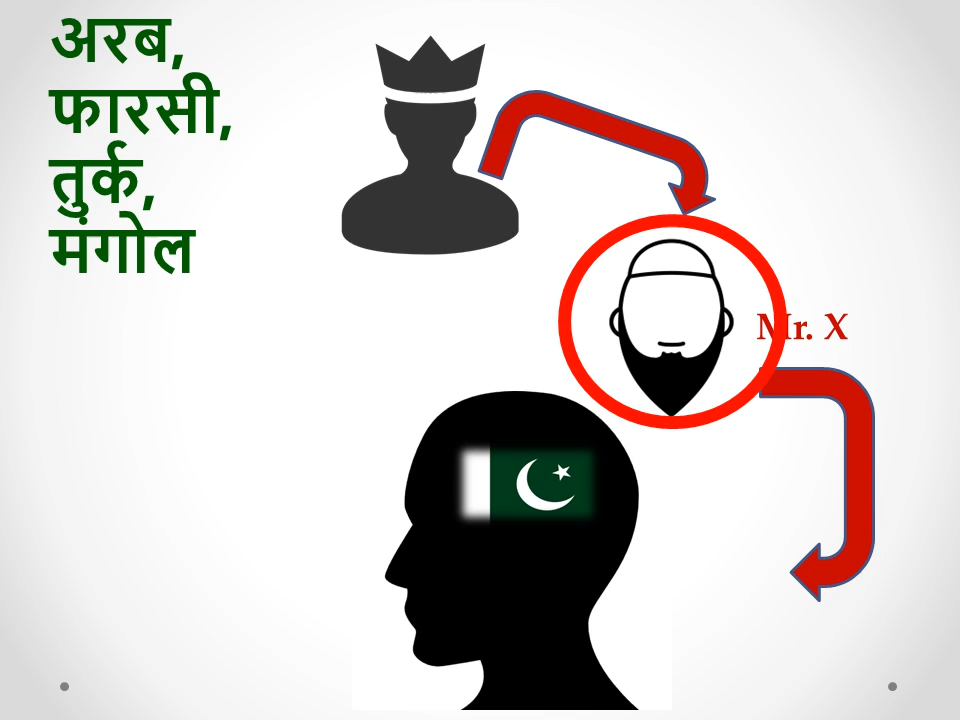 अरब,
फारसी,
तुर्क,
मंगोल
Mr. X